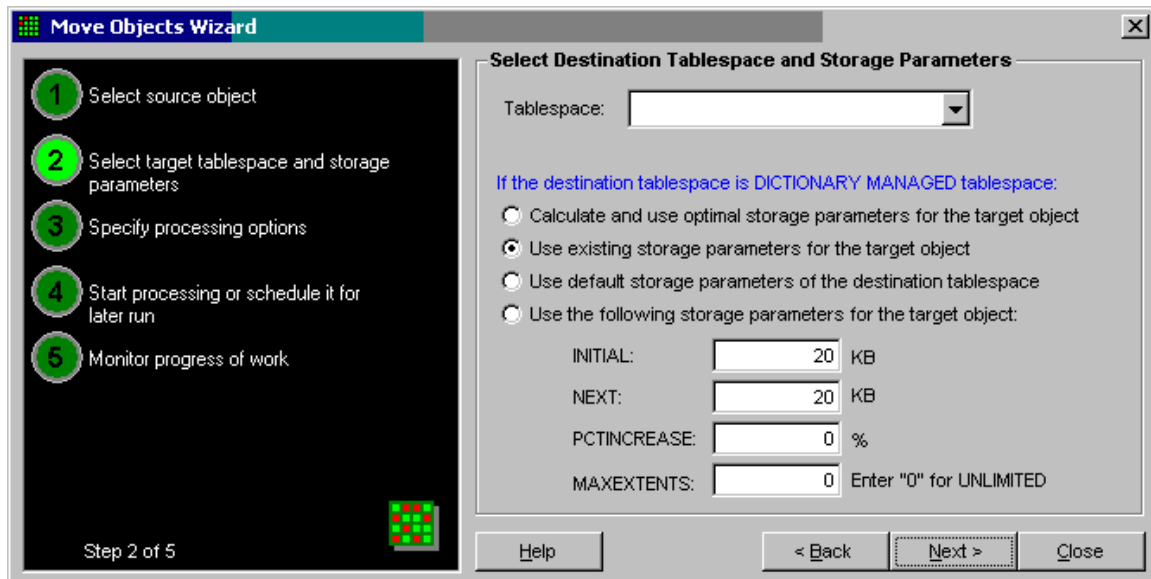 Move Objects Wizard
1 Select source object
2 Select target tablespace and storage
parameters
3 Specify processing options
4 Start processing or schedule it for
later run
5 Monitor progress of work
Step 2 of 5
Select Destination Tablespace and Storage Parameters
Tablespace:
If the destination tablespace is DICTIONARY MANAGED tablespace:
Calculate and use optimal storage parameters for the target object
Use existing storage parameters for the target object
Use default storage parameters of the destination tablespace
Use the following storage parameters for the target object:
INITIAL: 20 KB
NEXT: 20 KB
PCTINCREASE: 0 %
MAXEXTENTS: 0 Enter "0" for UNLIMITED
Help < Back Next > Close